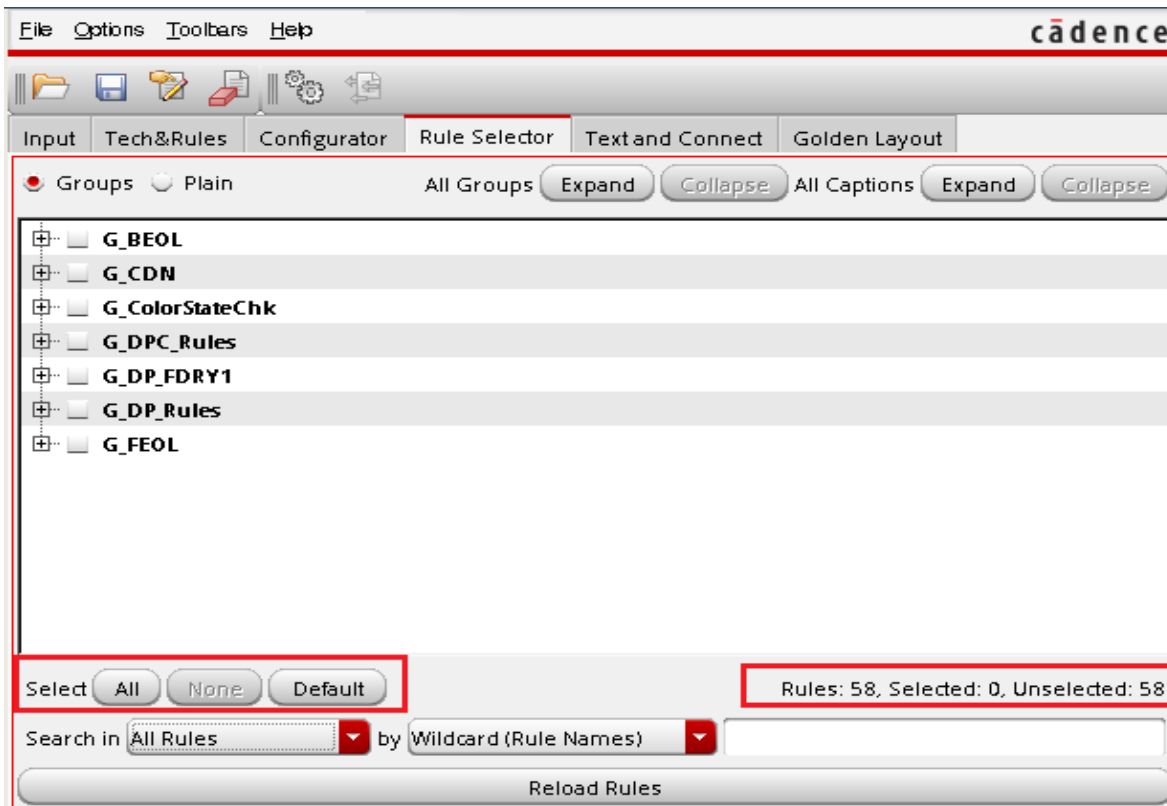 File Options Toolbars Help cādence
Input Tech&Rules Configurator Rule Selector Text and Connect Golden Layout
Groups Plain All Groups Expand Collapse All Captions Expand Collapse
G_BEOL
G_CDN
G_ColorStateChk
G_DPC_Rules
G_DP_FDRY1
G_DP_Rules
G_FEOL
Select All None Default Rules: 58, Selected: 0, Unselected: 58
Search in All Rules by Wildcard (Rule Names)
Reload Rules